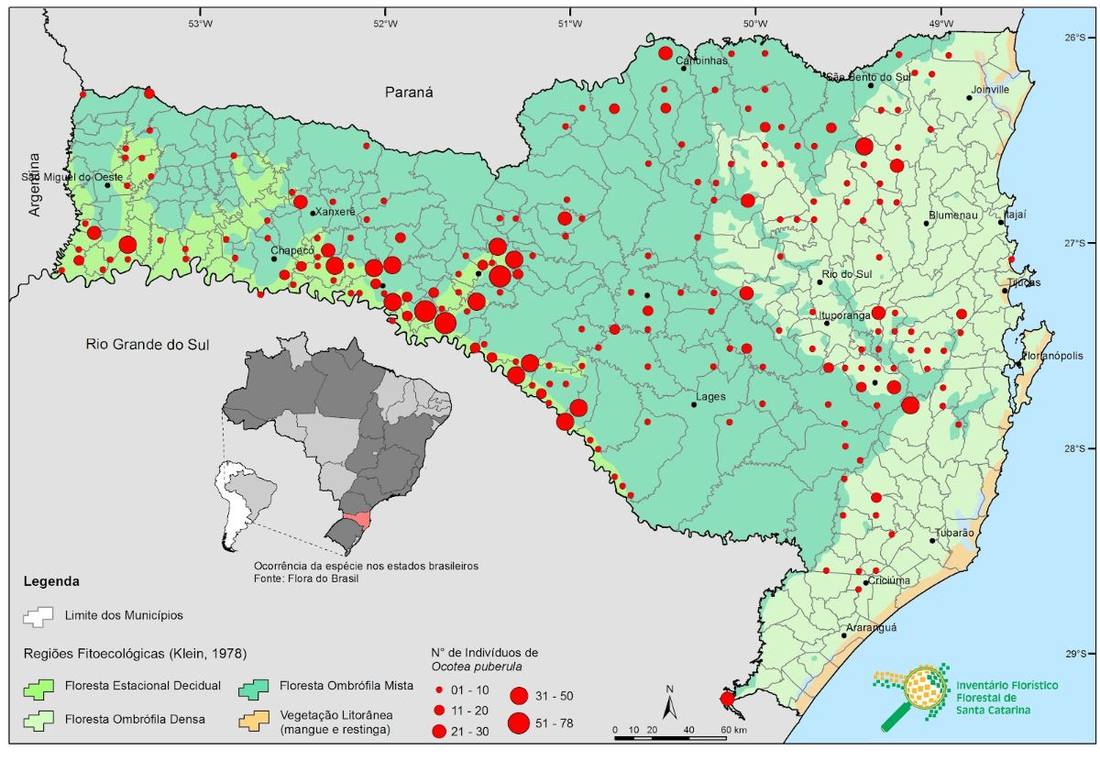 53°W
52°W
51°W
50°W
49°W
26°S
27°S
28°S
29°S
Paraná
Argentina
Rio Grande do Sul
Canoinhas
São Bento do Sul
Joinville
São Miguel do Oeste
Xanxerê
Chapecó
Blumenau
Itajaí
Rio do Sul
Tijucas
Ituporanga
Florianópolis
Lages
Tubarão
Criciúma
Araranguá
Ocorrência da espécie nos estados brasileiros
Fonte: Flora do Brasil
Legenda
Limite dos Municípios
Regiões Fitoecológicas (Klein, 1978)
Floresta Estacional Decidual
Floresta Ombrófila Mista
Floresta Ombrófila Densa
Vegetação Litorânea
(mangue e restinga)
N° de Indivíduos de
Ocotea puberula
01 - 10
11 - 20
21 - 30
31 - 50
51 - 78
N
0 10 20 40 60 km
Inventário Florístico
Florestal de
Santa Catarina